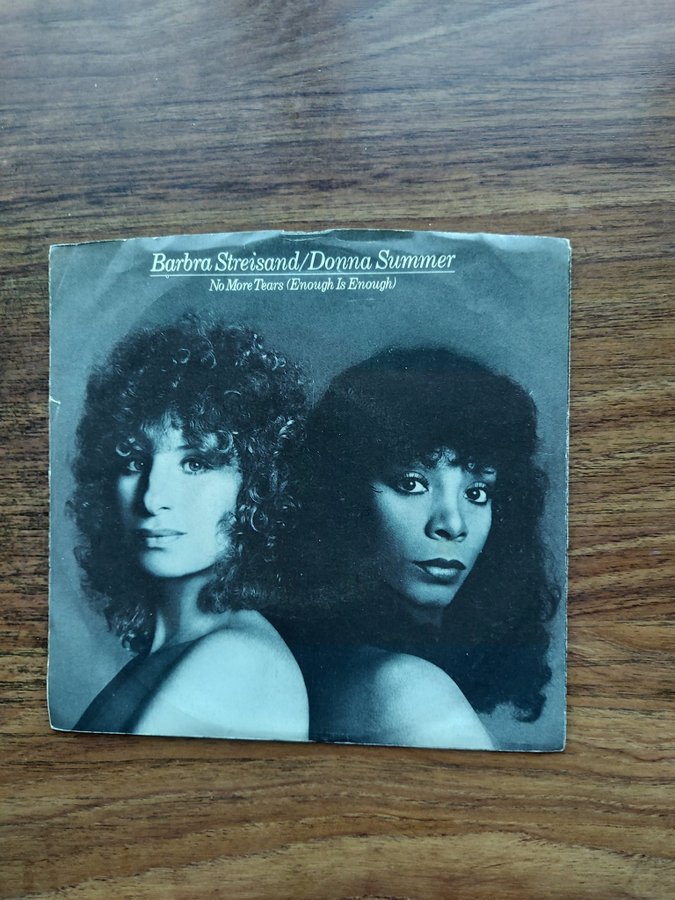 Barbra Streisand/Donna Summer
No More Tears (Enough Is Enough)